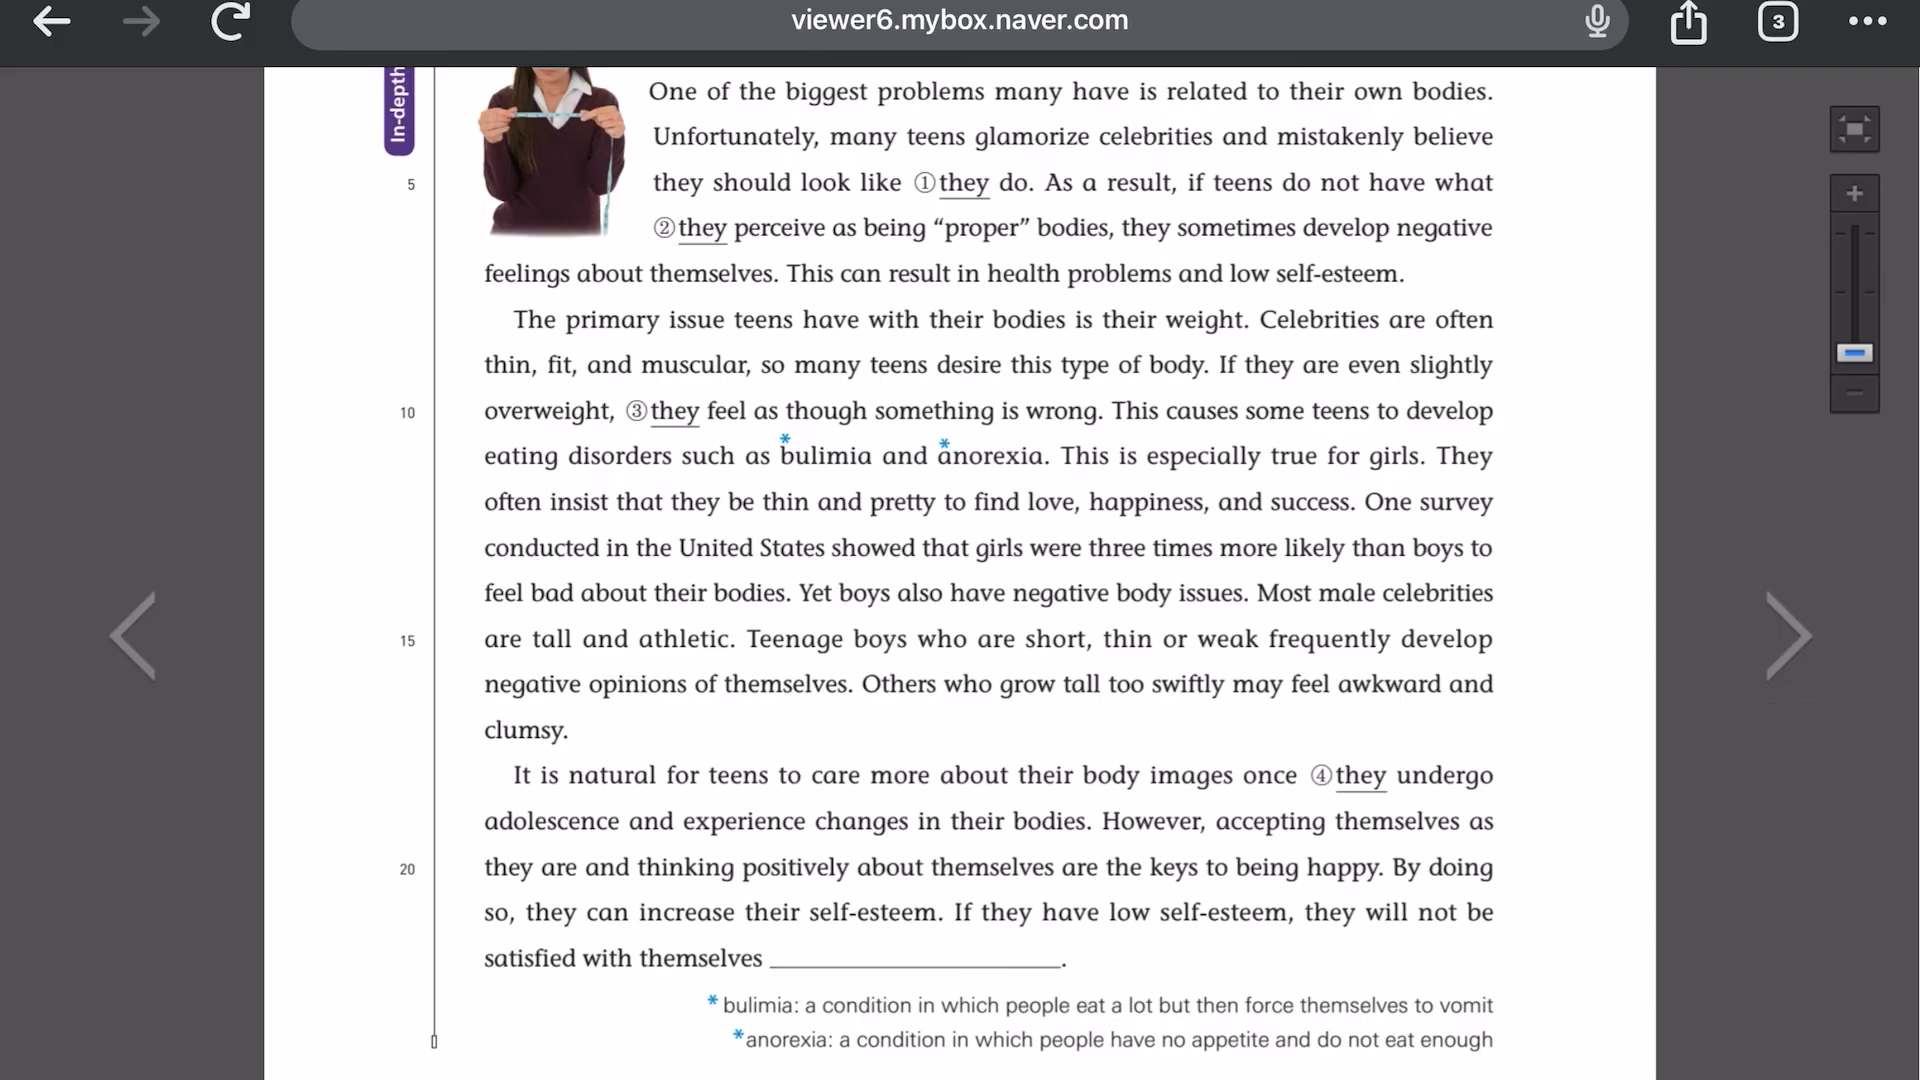 viewer6.mybox.naver.com
3
In-depth
One of the biggest problems many have is related to their own bodies.
Unfortunately, many teens glamorize celebrities and mistakenly believe
5 they should look like ①they do. As a result, if teens do not have what
②they perceive as being “proper” bodies, they sometimes develop negative
feelings about themselves. This can result in health problems and low self-esteem.
The primary issue teens have with their bodies is their weight. Celebrities are often
thin, fit, and muscular, so many teens desire this type of body. If they are even slightly
10 overweight, ③they feel as though something is wrong. This causes some teens to develop
eating disorders such as *bulimia and *anorexia. This is especially true for girls. They
often insist that they be thin and pretty to find love, happiness, and success. One survey
conducted in the United States showed that girls were three times more likely than boys to
feel bad about their bodies. Yet boys also have negative body issues. Most male celebrities
15 are tall and athletic. Teenage boys who are short, thin or weak frequently develop
negative opinions of themselves. Others who grow tall too swiftly may feel awkward and
clumsy.
It is natural for teens to care more about their body images once ④they undergo
adolescence and experience changes in their bodies. However, accepting themselves as
20 they are and thinking positively about themselves are the keys to being happy. By doing
so, they can increase their self-esteem. If they have low self-esteem, they will not be
satisfied with themselves ______________________.
* bulimia: a condition in which people eat a lot but then force themselves to vomit
*anorexia: a condition in which people have no appetite and do not eat enough